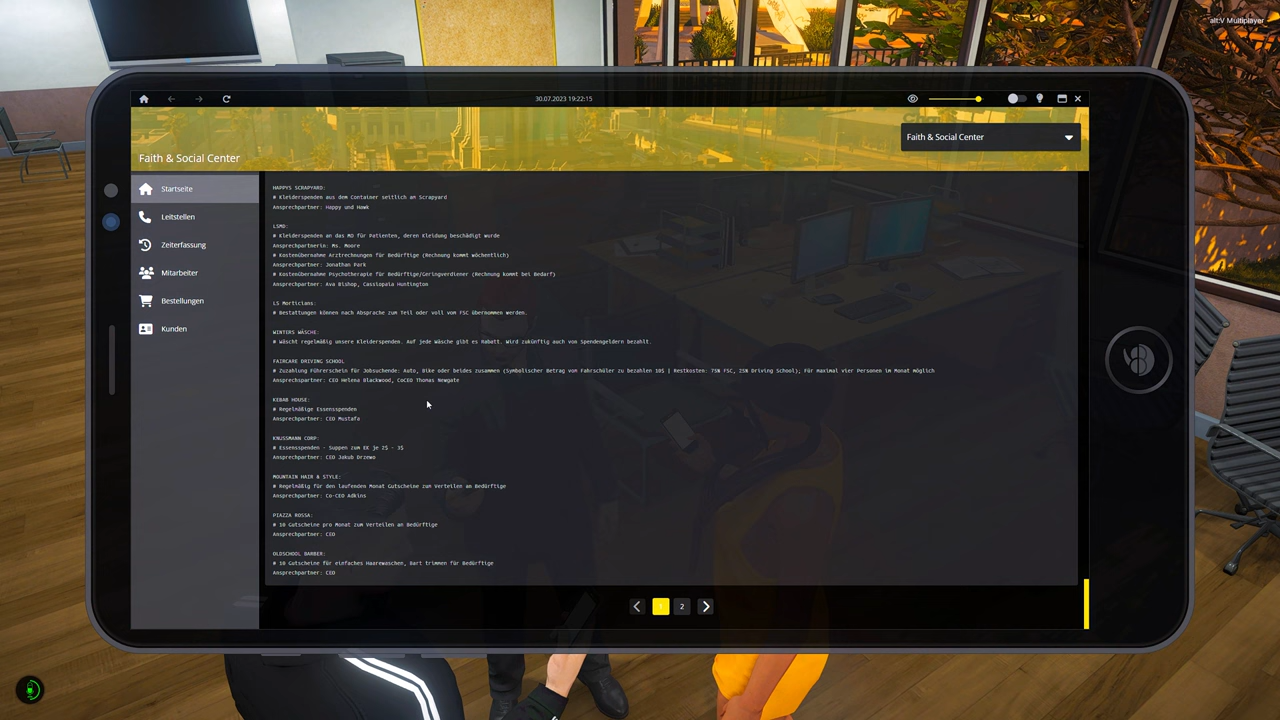 alt:V Multiplayer
30.07.2023 19:22:15
Faith & Social Center
Faith & Social Center
Startseite
Leitstellen
Zeiterfassung
Mitarbeiter
Bestellungen
Kunden
HAPPYS SCRAPYARD:
# Kleiderspenden aus dem Container seitlich am Scrapyard
Ansprechpartner: Happy und Hawk
LSMD:
# Kleiderspenden an das MD für Patienten, deren Kleidung beschädigt wurde
Ansprechpartnerin: Ms. Moore
# Kostenübernahme Arztrechnungen für Bedürftige (Rechnung kommt wöchentlich)
Ansprechpartner: Jonathan Park
# Kostenübernahme Psychotherapie für Bedürftige/Geringverdiener (Rechnung kommt bei Bedarf)
Ansprechpartner: Ava Bishop, Cassiopaia Huntington
LS Morticians:
# Bestattungen können nach Absprache zum Teil oder voll vom FSC übernommen werden.
WINTERS WÄSCHE:
# Wäscht regelmäßig unsere Kleiderspenden. Auf jede Wäsche gibt es Rabatt. Wird zukünftig auch von Spendengeldern bezahlt.
FAIRCARE DRIVING SCHOOL
# Zuzahlung Führerschein für Jobsuchende: Auto, Bike oder beides zusammen (Symbolischer Betrag von Fahrschüler zu bezahlen 10$ | Restkosten: 75% FSC, 25% Driving School); Für maximal vier Personen im Monat möglich
Ansprechspartner: CEO Helena Blackwood, CoCEO Thomas Newgate
KEBAB HOUSE:
# Regelmäßige Essensspenden
Ansprechpartner: CEO Mustafa
KNUSSMANN CORP:
# Essensspenden - Suppen zum EK je 2$ - 3$
Ansprechpartner: CEO Jakub Drzewo
MOUNTAIN HAIR & STYLE:
# Regelmäßig für den laufenden Monat Gutscheine zum Verteilen am Bedürftige
Ansprechpartner: Co-CEO Adkins
PIAZZA ROSSA:
# 10 Gutscheine pro Monat zum Verteilen an Bedürftige
Ansprechpartner: CEO
OLDSCHOOL BARBER:
# 10 Gutscheine für einfaches Haarewaschen, Bart trimmen für Bedürftige
Ansprechpartner: CEO
1
2